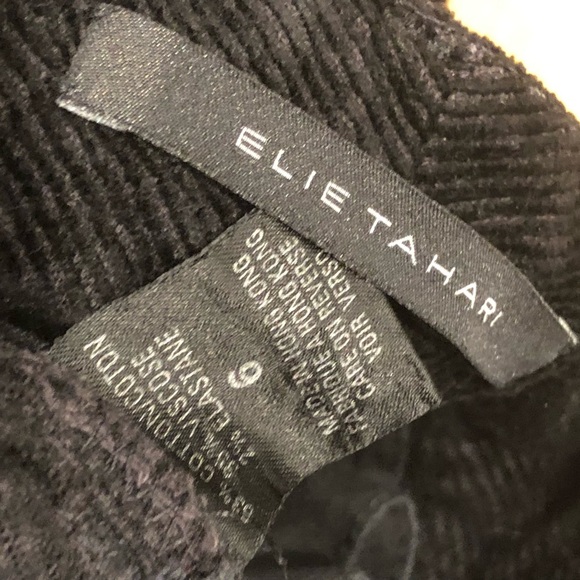 ELIE TAHARI
6
MADE IN HONG KONG
FABRIQUE A HONG KONG
CARE ON REVERSE
VOIR VERSO
COTTON/COTON
VISCOSE
ELASTANE